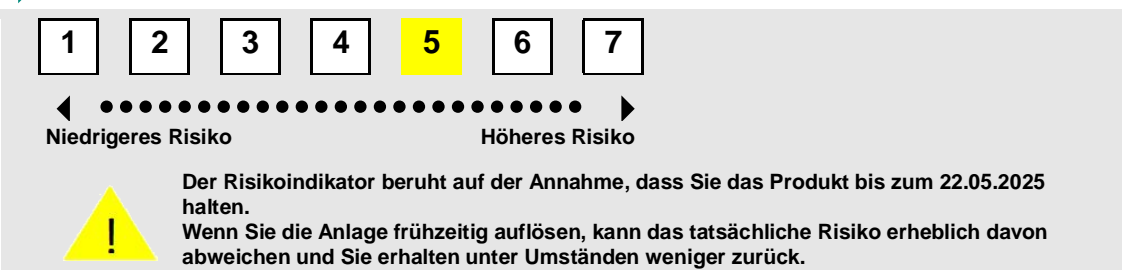 1 2 3 4 5 6 7
Niedrigeres Risiko Höheres Risiko
Der Risikoindikator beruht auf der Annahme, dass Sie das Produkt bis zum 22.05.2025
halten.
Wenn Sie die Anlage frühzeitig auflösen, kann das tatsächliche Risiko erheblich davon
abweichen und Sie erhalten unter Umständen weniger zurück.
!